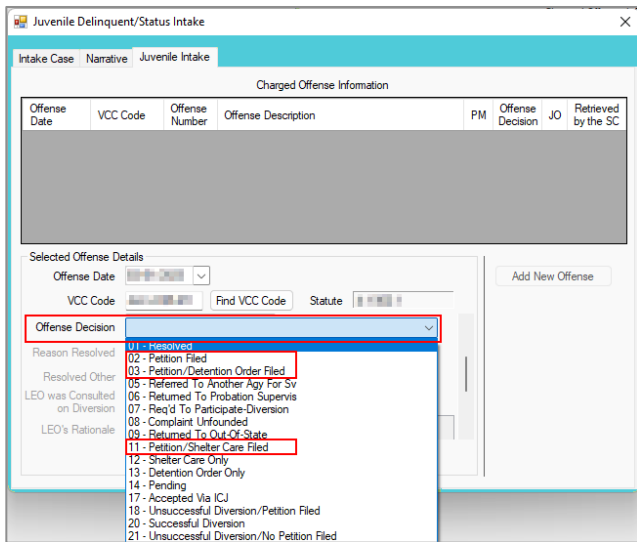 Juvenile Delinquent/Status Intake
Intake Case Narrative Juvenile Intake
Charged Offense Information
Offense Date VCC Code Offense Number Offense Description PM Offense Decision JO Retrieved by the SC
Selected Offense Details
Offense Date
Add New Offense
VCC Code Find VCC Code Statute
Offense Decision
01 - Resolved
Reason Resolved
02 - Petition Filed
03 - Petition/Detention Order Filed
Resolved Other
05 - Referred To Another Agy For Sv
LEO was Consulted on Diversion
06 - Returned To Probation Supervis
07 - Req'd To Participate-Diversion
08 - Complaint Unfounded
LEO's Rationale
09 - Returned To Out-Of-State
11 - Petition/Shelter Care Filed
12 - Shelter Care Only
13 - Detention Order Only
14 - Pending
17 - Accepted Via ICJ
18 - Unsuccessful Diversion/Petition Filed
20 - Successful Diversion
21 - Unsuccessful Diversion/No Petition Filed